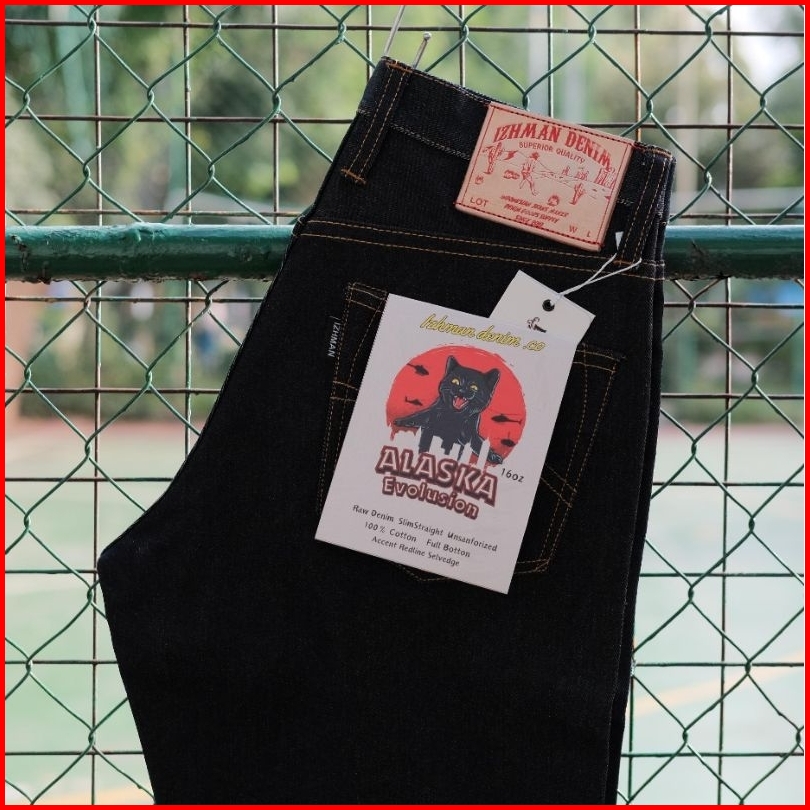 IZHMAN DENIM
SUPERIOR QUALITY
LOT
W L
SINCE
IZHMAN
Izhman denim .co
ALASKA
16oz
Evolusion
Raw Denim SlimStraight Unsanforized
100% Cotton Full Botton
Accent Redline Selvedge